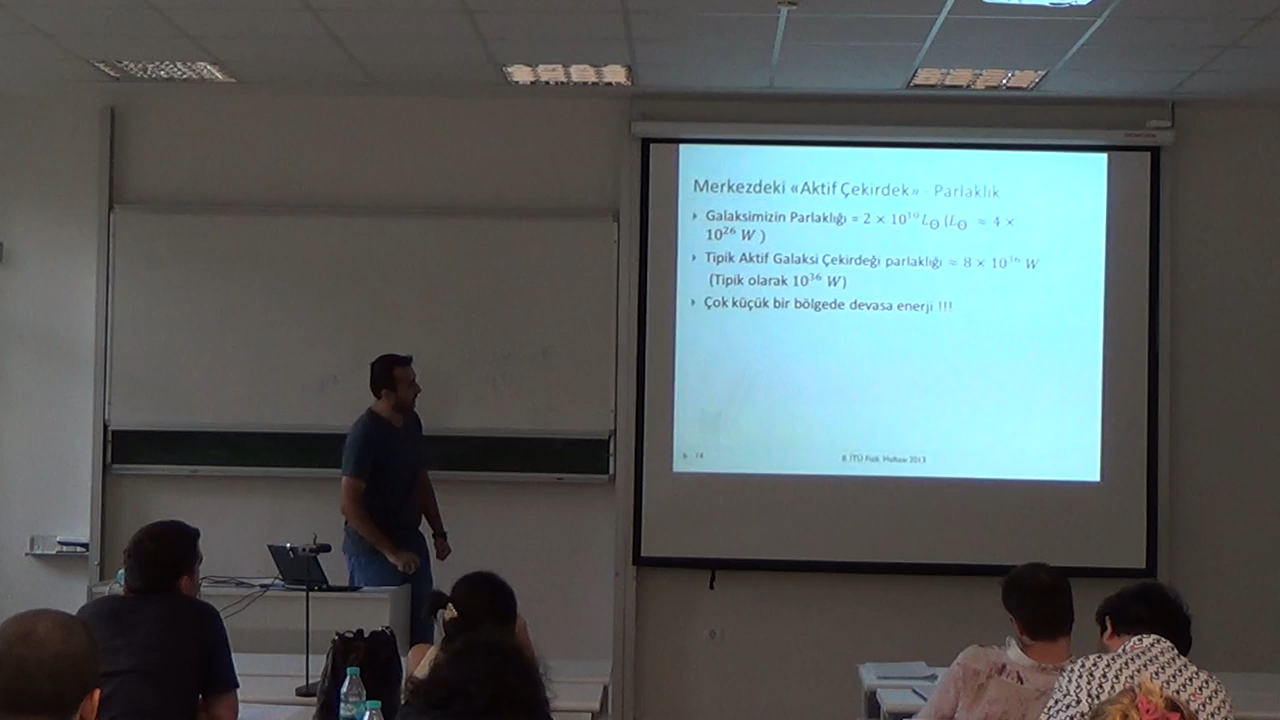 Merkezdeki «Aktif Çekirdek» - Parlaklık
Galaksimizin Parlaklığı = 2 × 10¹⁰ L☉ (L☉ ≈ 4 ×
10²⁶ W )
Tipik Aktif Galaksi Çekirdeği parlaklığı = 8 × 10³⁶ W
(Tipik olarak 10³⁶ W)
Çok küçük bir bölgede devasa enerji !!!
14
8. İTÜ Fizik Haftası 2013